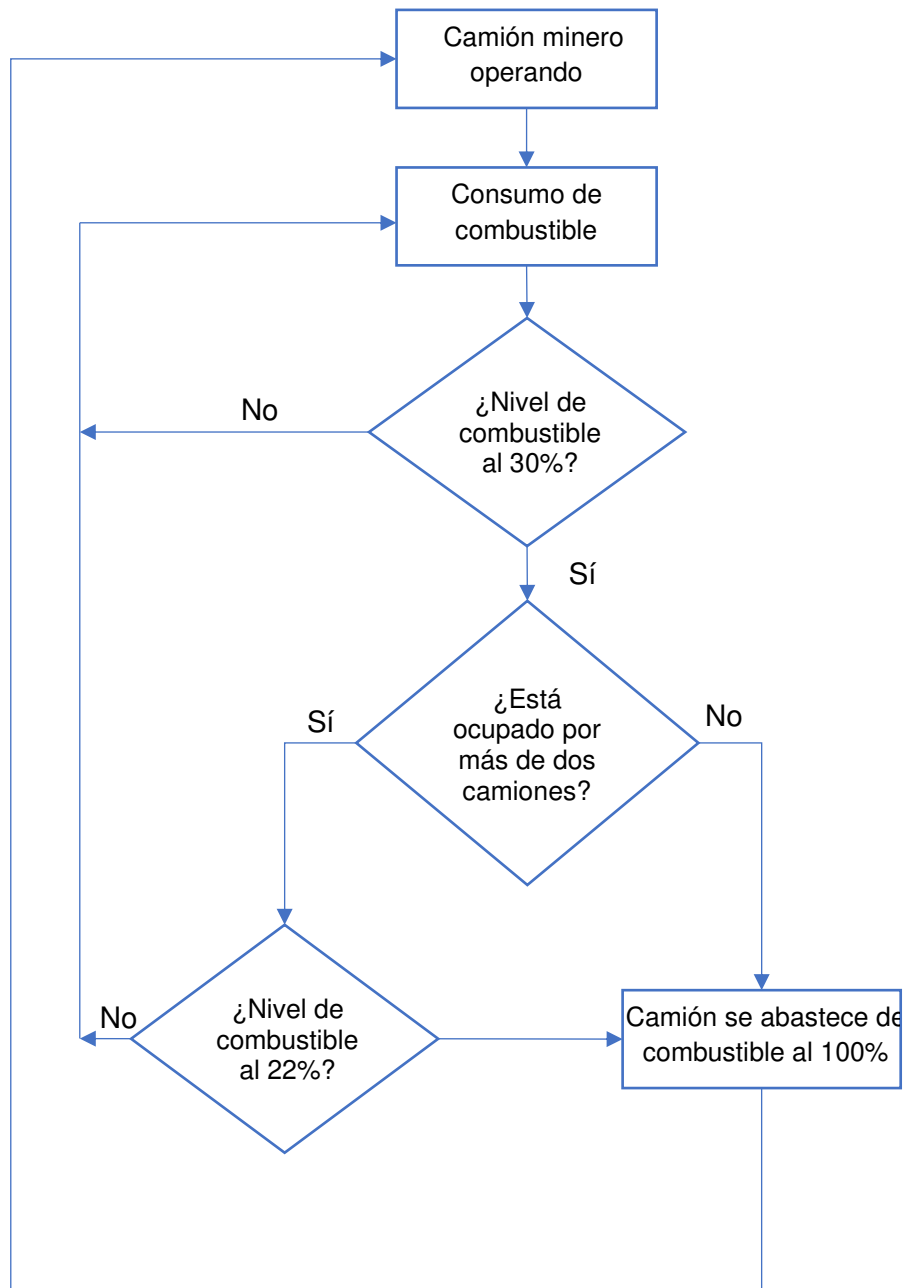 Camión minero
operando
Consumo de
combustible
¿Nivel de
combustible
al 30%?
No
Sí
¿Está
ocupado por
más de dos
camiones?
Sí
No
¿Nivel de
combustible
al 22%?
No
Camión se abastece de
combustible al 100%